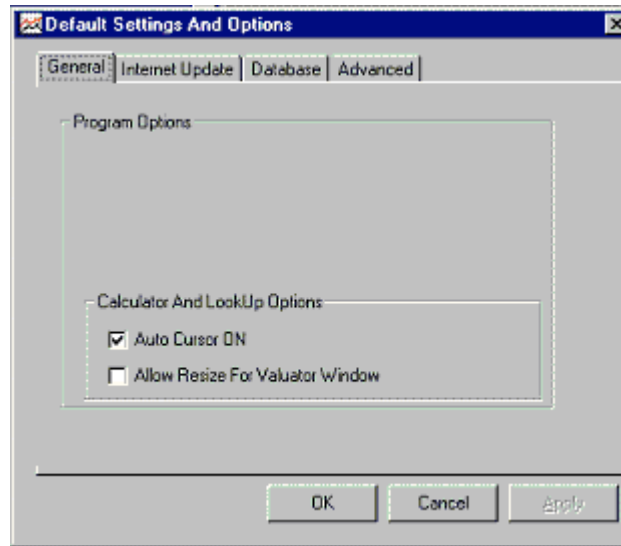 Default Settings And Options
General Internet Update Database Advanced
Program Options
Calculator And LookUp Options
Auto Cursor ON
Allow Resize For Valuator Window
OK Cancel Apply